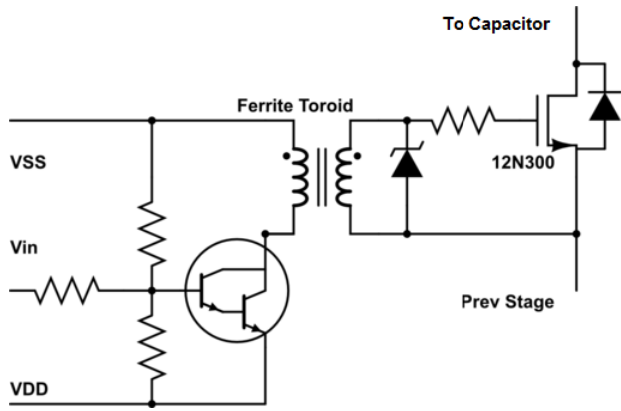 To Capacitor
Ferrite Toroid
VSS
12N300
Vin
Prev Stage
VDD